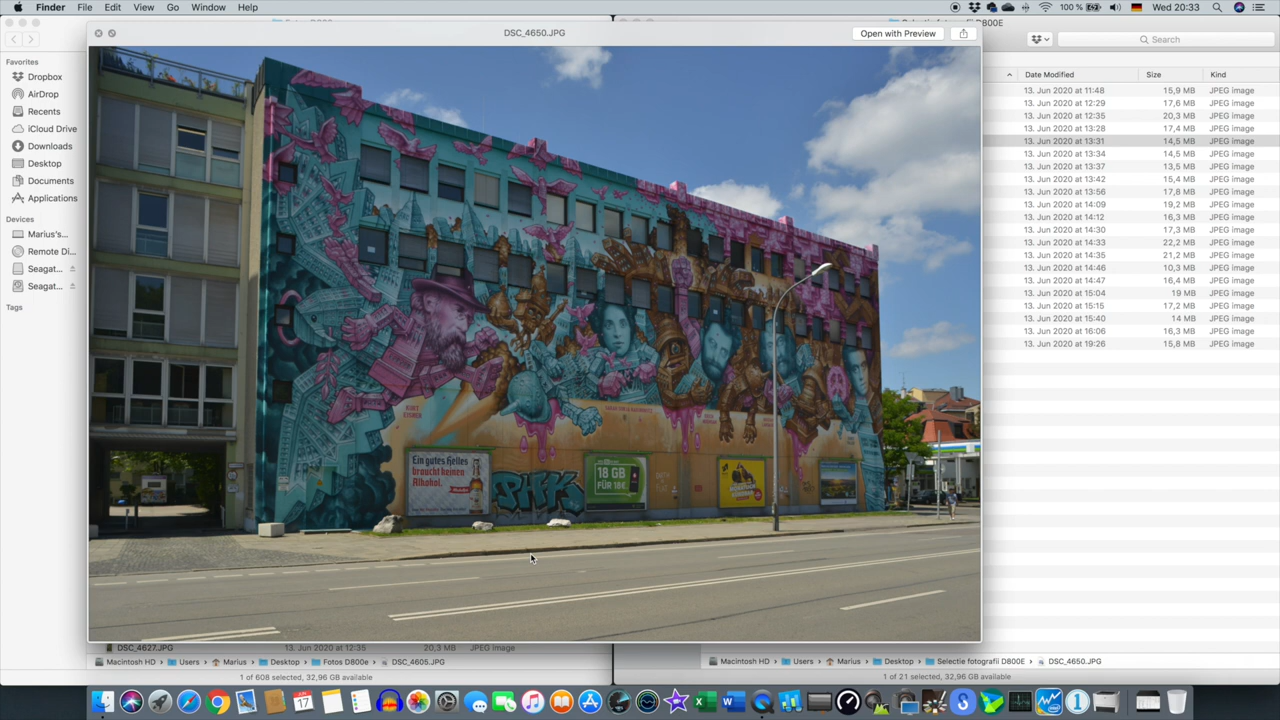 Finder File Edit View Go Window Help
100 % Wed 20:33
DSC_4650.JPG
Open with Preview
D800E
Search
Favorites
Dropbox
AirDrop
Recents
iCloud Drive
Downloads
Desktop
Documents
Applications
Devices
Marius's...
Remote Di...
Seagat...
Seagat...
Tags
Date Modified Size Kind
13. Jun 2020 at 11:48 15,9 MB JPEG image
13. Jun 2020 at 12:29 17,6 MB JPEG image
13. Jun 2020 at 12:35 20,3 MB JPEG image
13. Jun 2020 at 13:28 17,4 MB JPEG image
13. Jun 2020 at 13:31 14,5 MB JPEG image
13. Jun 2020 at 13:34 14,5 MB JPEG image
13. Jun 2020 at 13:37 13,5 MB JPEG image
13. Jun 2020 at 13:42 15,4 MB JPEG image
13. Jun 2020 at 13:56 17,8 MB JPEG image
13. Jun 2020 at 14:09 19,2 MB JPEG image
13. Jun 2020 at 14:12 16,3 MB JPEG image
13. Jun 2020 at 14:30 17,3 MB JPEG image
13. Jun 2020 at 14:33 22,2 MB JPEG image
13. Jun 2020 at 14:35 21,2 MB JPEG image
13. Jun 2020 at 14:46 10,3 MB JPEG image
13. Jun 2020 at 14:47 16,4 MB JPEG image
13. Jun 2020 at 15:04 19 MB JPEG image
13. Jun 2020 at 15:15 17,2 MB JPEG image
13. Jun 2020 at 15:40 14 MB JPEG image
13. Jun 2020 at 16:06 16,3 MB JPEG image
13. Jun 2020 at 19:26 15,8 MB JPEG image
KURT
EISNER
Ein gutes Helles
braucht keinen
Alkohol.
18 GB
FÜR 18€
DSC_4627.JPG 13. Jun 2020 at 12:35 20,3 MB JPEG image
Macintosh HD Users Marius Desktop Fotos D800e DSC_4605.JPG
1 of 608 selected, 32,96 GB available
Macintosh HD Users Marius Desktop Selectie fotografii D800E DSC_4650.JPG
1 of 21 selected, 32,96 GB available
JUN
17